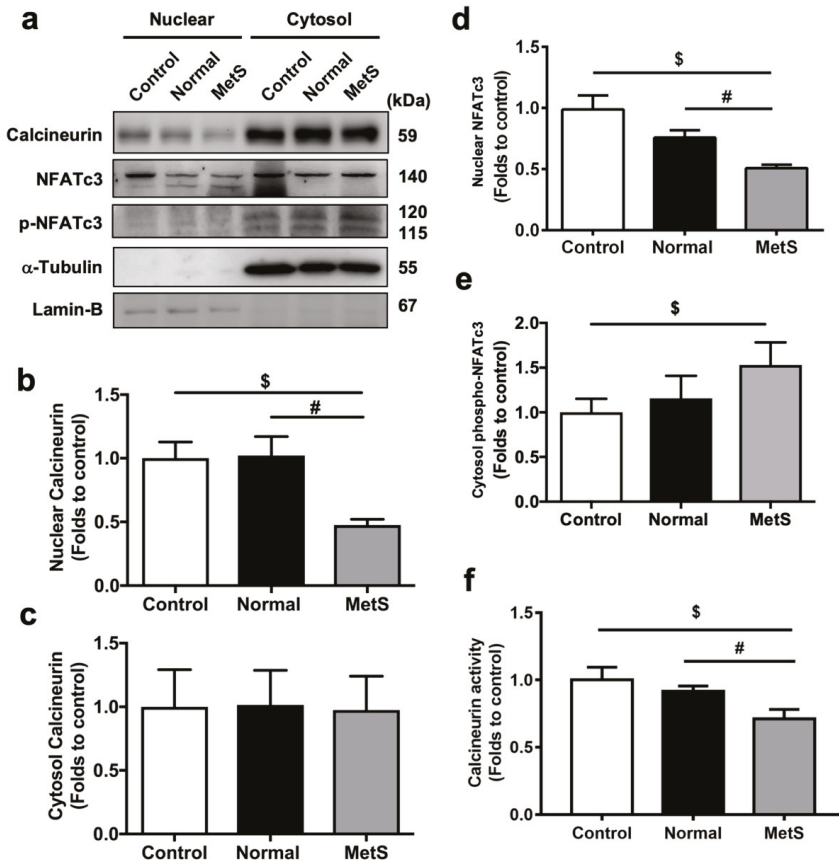 a
Nuclear Cytosol
Control Normal MetS Control Normal MetS (kDa)
Calcineurin 59
NFATc3 140
p-NFATc3 120
115
α-Tubulin 55
Lamin-B 67
b
Nuclear Calcineurin
(Folds to control)
1.5
1.0
0.5
0.0
$
#
Control Normal MetS
c
Cytosol Calcineurin
(Folds to control)
1.5
1.0
0.5
0.0
Control Normal MetS
d
Nuclear NFATc3
(Folds to control)
1.5
1.0
0.5
0.0
$
#
Control Normal MetS
e
Cytosol phospho-NFATc3
(Folds to control)
2.0
1.5
1.0
0.5
0.0
$
Control Normal MetS
f
Calcineurin activity
(Folds to control)
1.5
1.0
0.5
0.0
$
#
Control Normal MetS